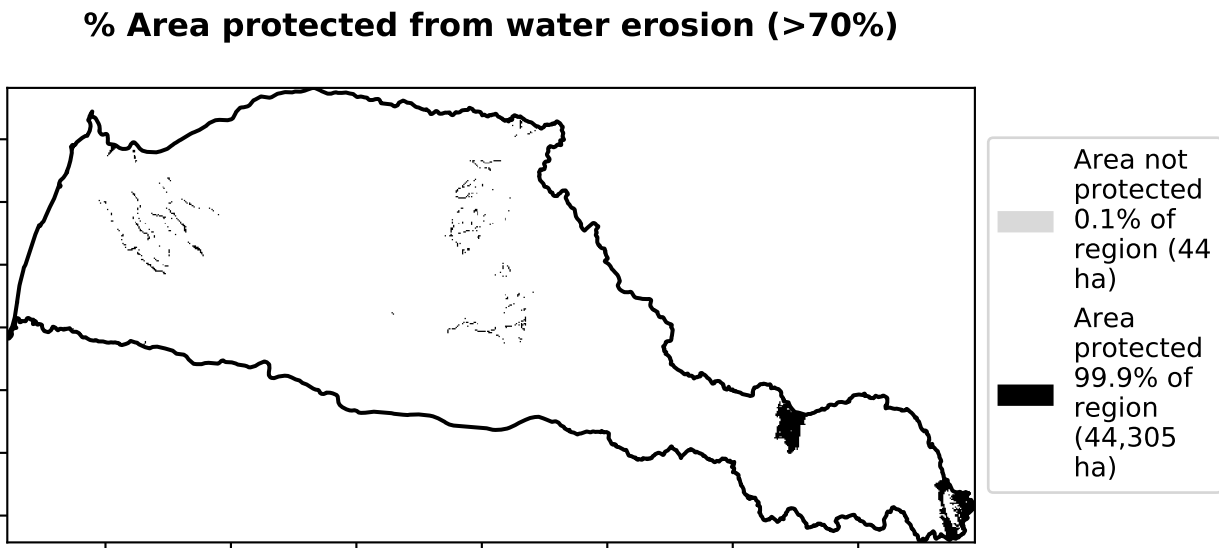 % Area protected from water erosion (>70%)
Area not
protected
0.1% of
region (44
ha)
Area
protected
99.9% of
region
(44,305
ha)